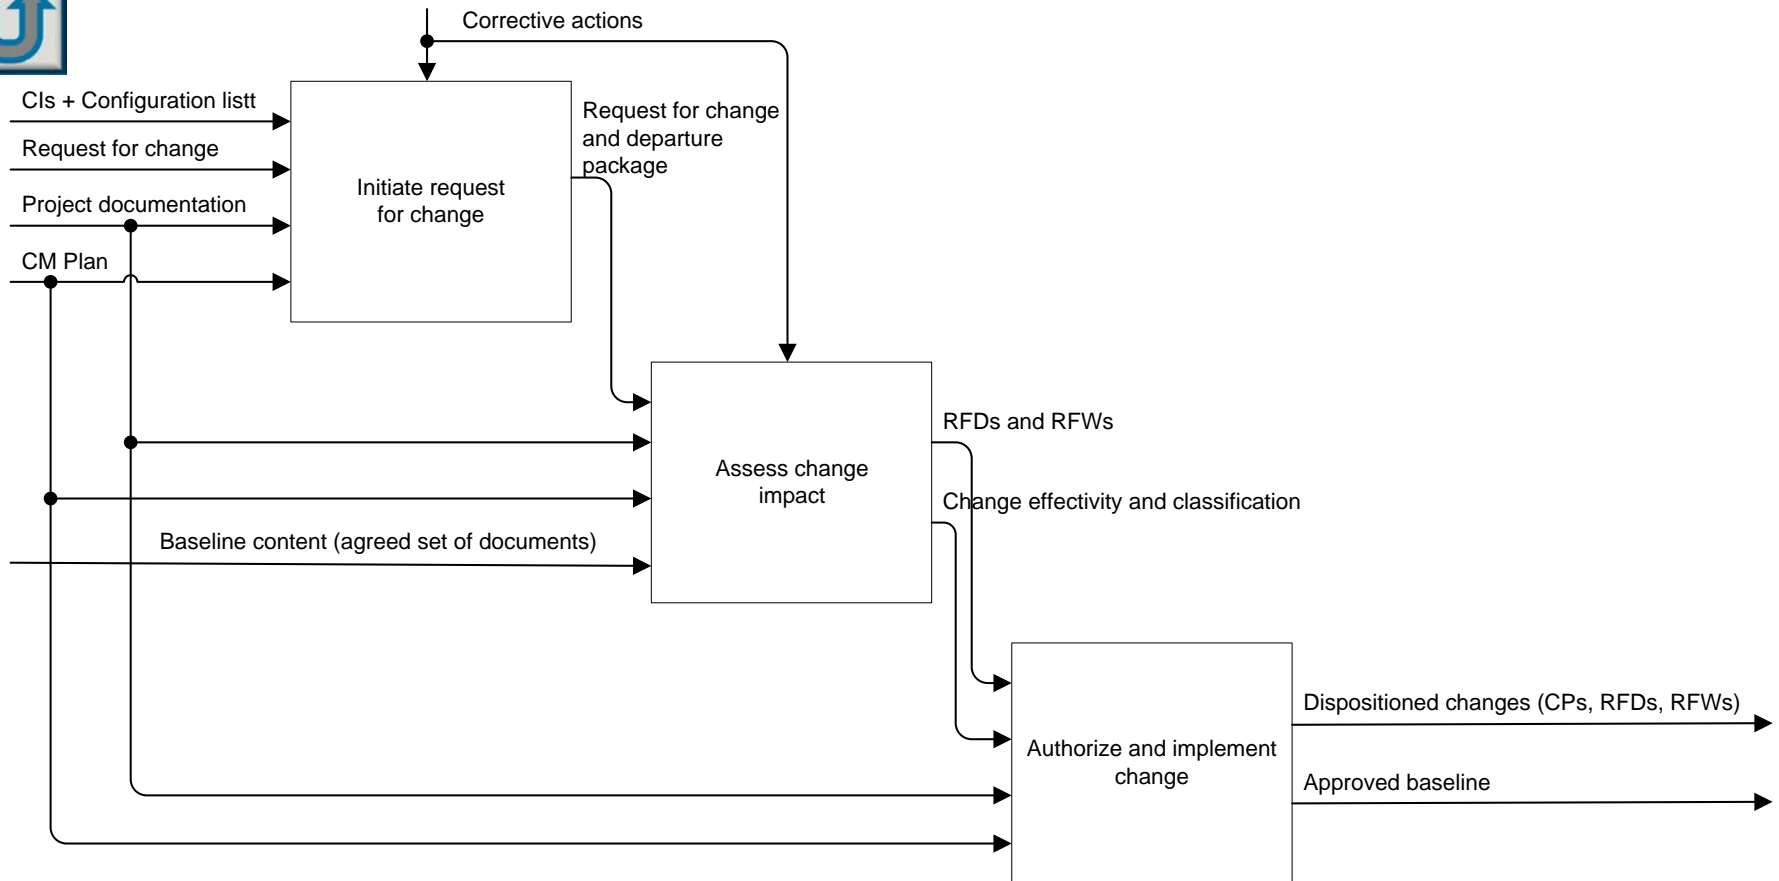 Corrective actions
CIs + Configuration listt
Request for change
Project documentation
CM Plan
Initiate request
for change
Request for change
and departure
package
Assess change
impact
RFDs and RFWs
Change effectivity and classification
Baseline content (agreed set of documents)
Authorize and implement
change
Dispositioned changes (CPs, RFDs, RFWs)
Approved baseline